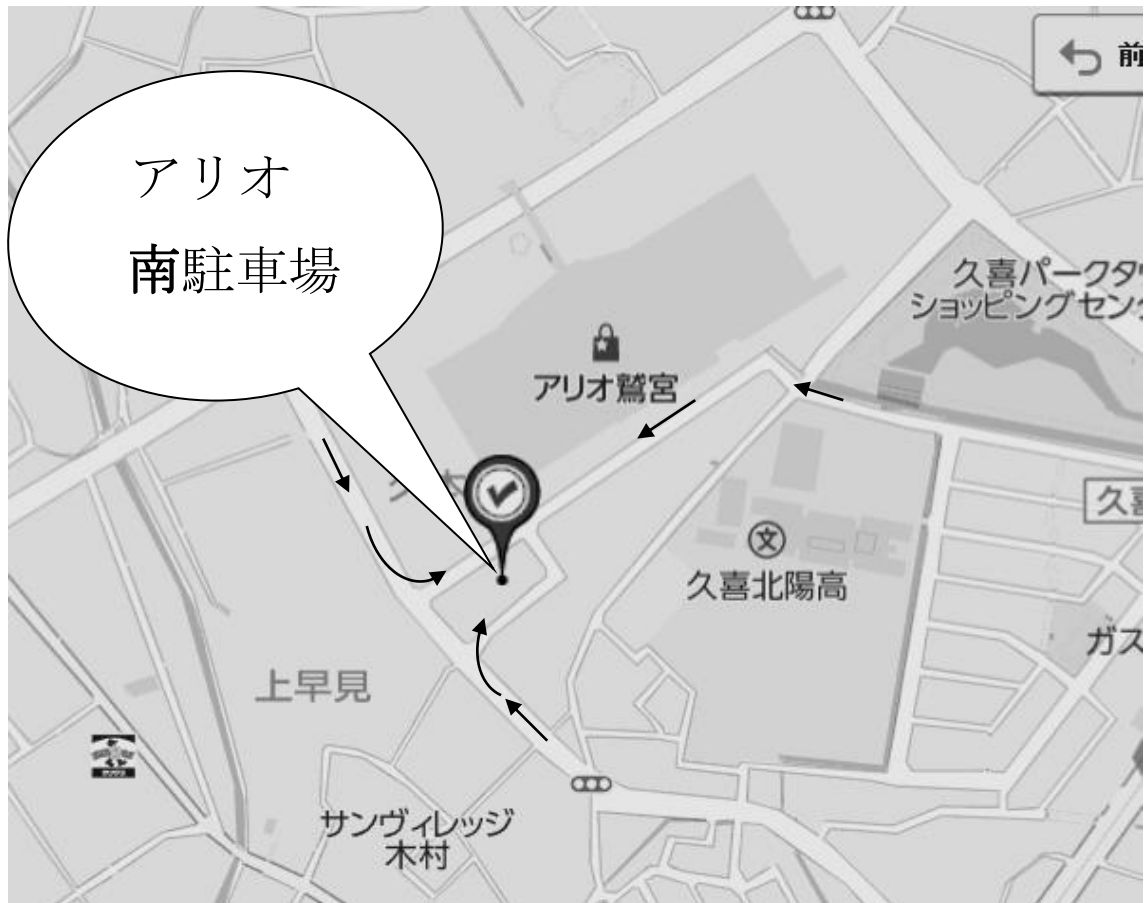 前
アリオ
南駐車場
久喜パークタウ
ショッピングセンタ
アリオ鷲宮
久喜
久喜北陽高
ガス
上早見
サンヴィレッジ
木村